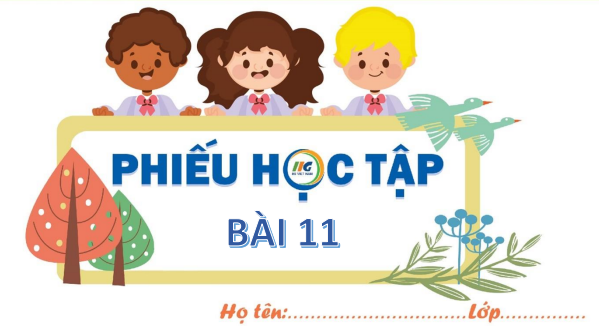 PHIẾU HỌC TẬP
BÀI 11
Họ tên:..............................Lớp..............